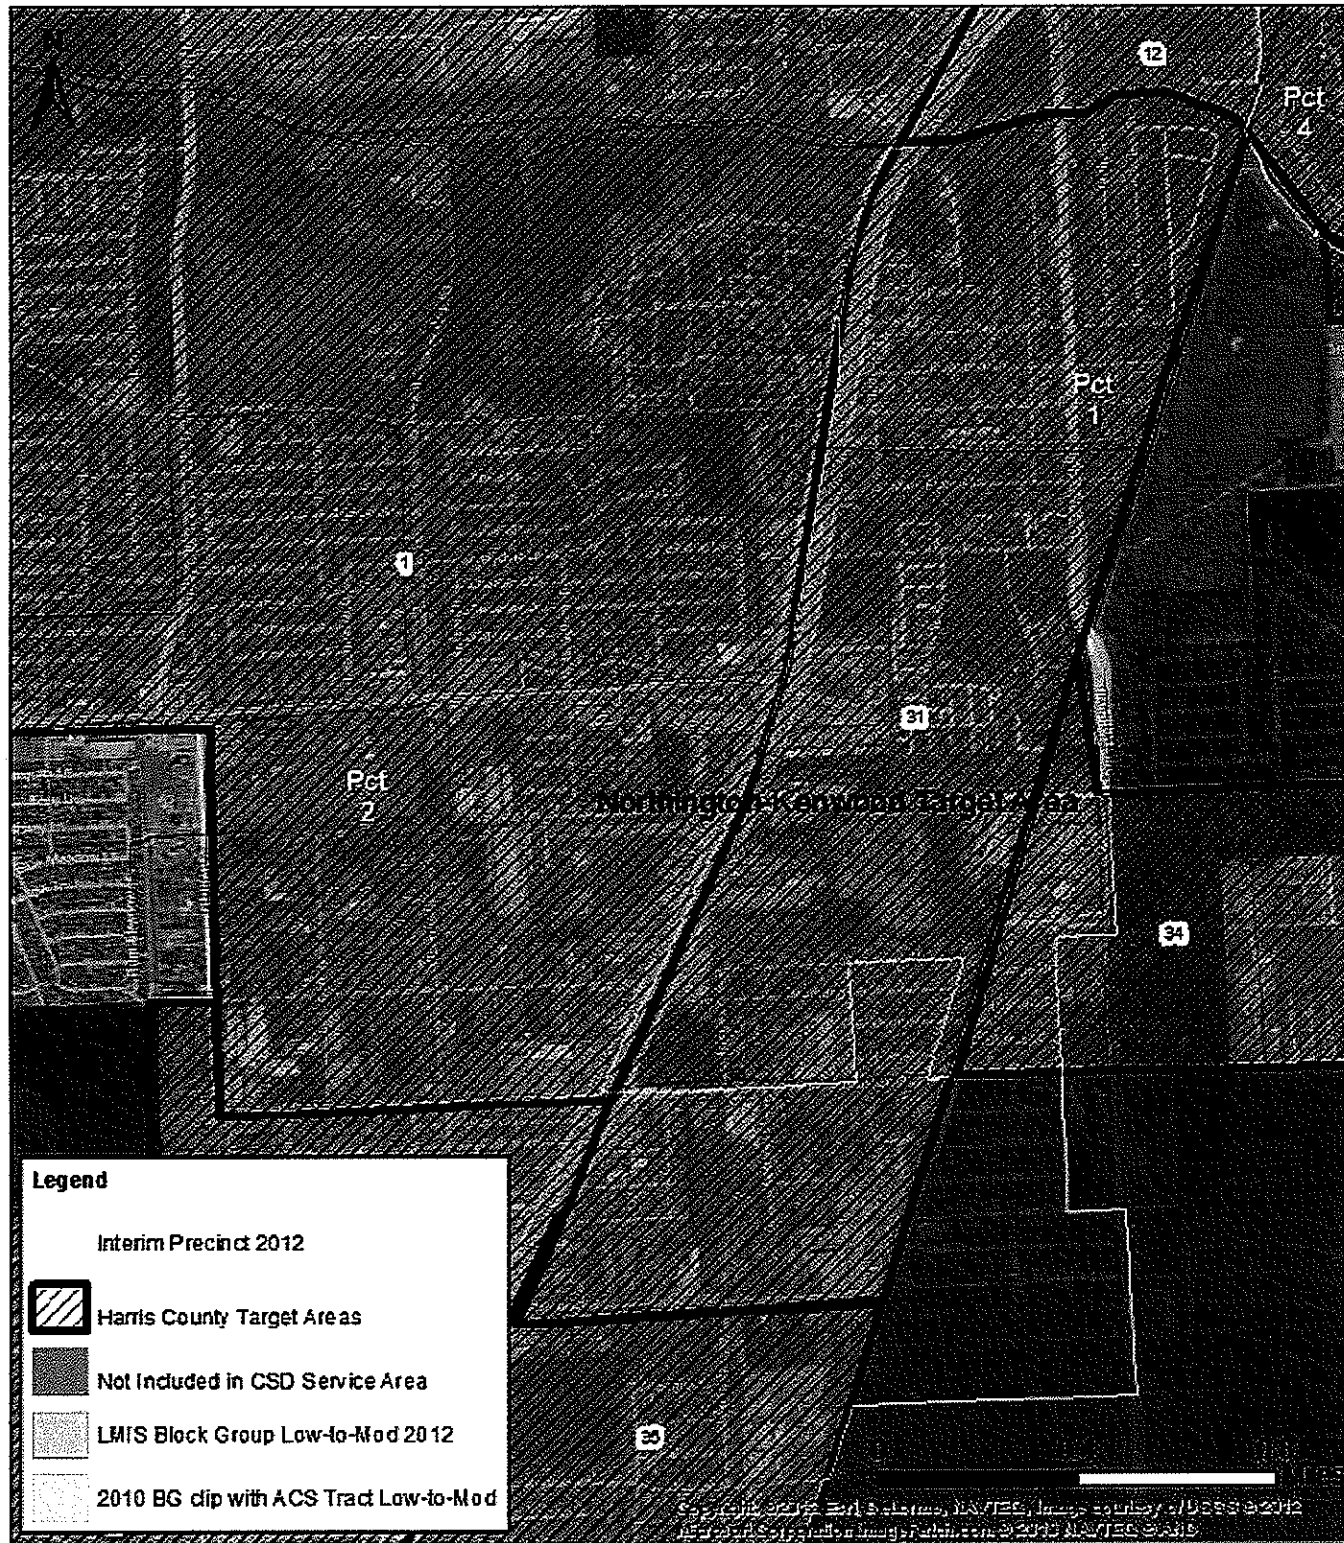 N
12
Pct
4
Pct
1
1
31
Pct
2
Northington-Kenwood Target Area
34
Legend
Interim Precinct 2012
Harris County Target Areas
Not Included in CSD Service Area
LMIS Block Group Low-to-Mod 2012
2010 BG clip with ACS Tract Low-to-Mod
35
Miles